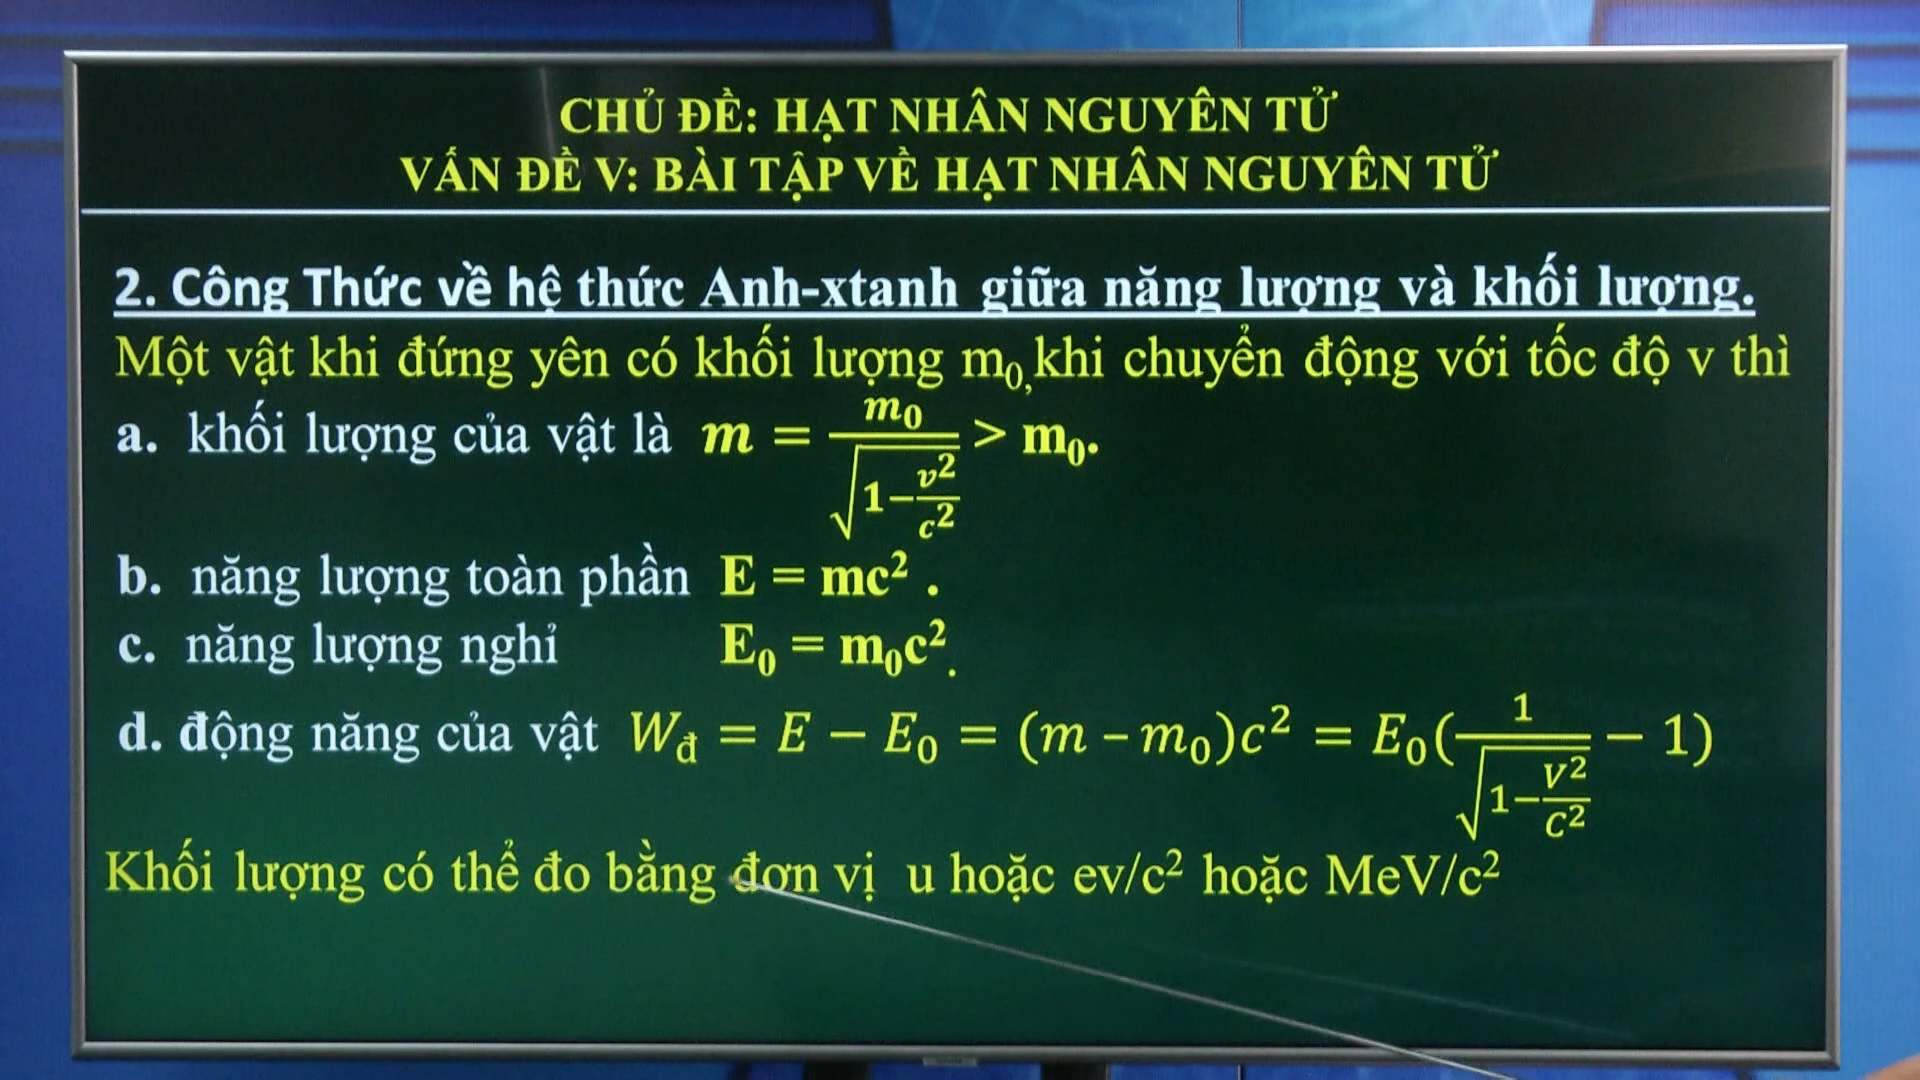 CHỦ ĐỀ: HẠT NHÂN NGUYÊN TỬ
VẤN ĐỀ V: BÀI TẬP VỀ HẠT NHÂN NGUYÊN TỬ
2. Công Thức về hệ thức Anh-xtanh giữa năng lượng và khối lượng.
Một vật khi đứng yên có khối lượng m₀, khi chuyển động với tốc độ v thì
a. khối lượng của vật là m = m₀/√(1−v²/c²) > m₀.
b. năng lượng toàn phần E = mc² .
c. năng lượng nghỉ E₀ = m₀c².
d. động năng của vật Wđ = E − E₀ = (m – m₀)c² = E₀(1/√(1−V²/C²) − 1)
Khối lượng có thể đo bằng đơn vị u hoặc ev/c² hoặc MeV/c²